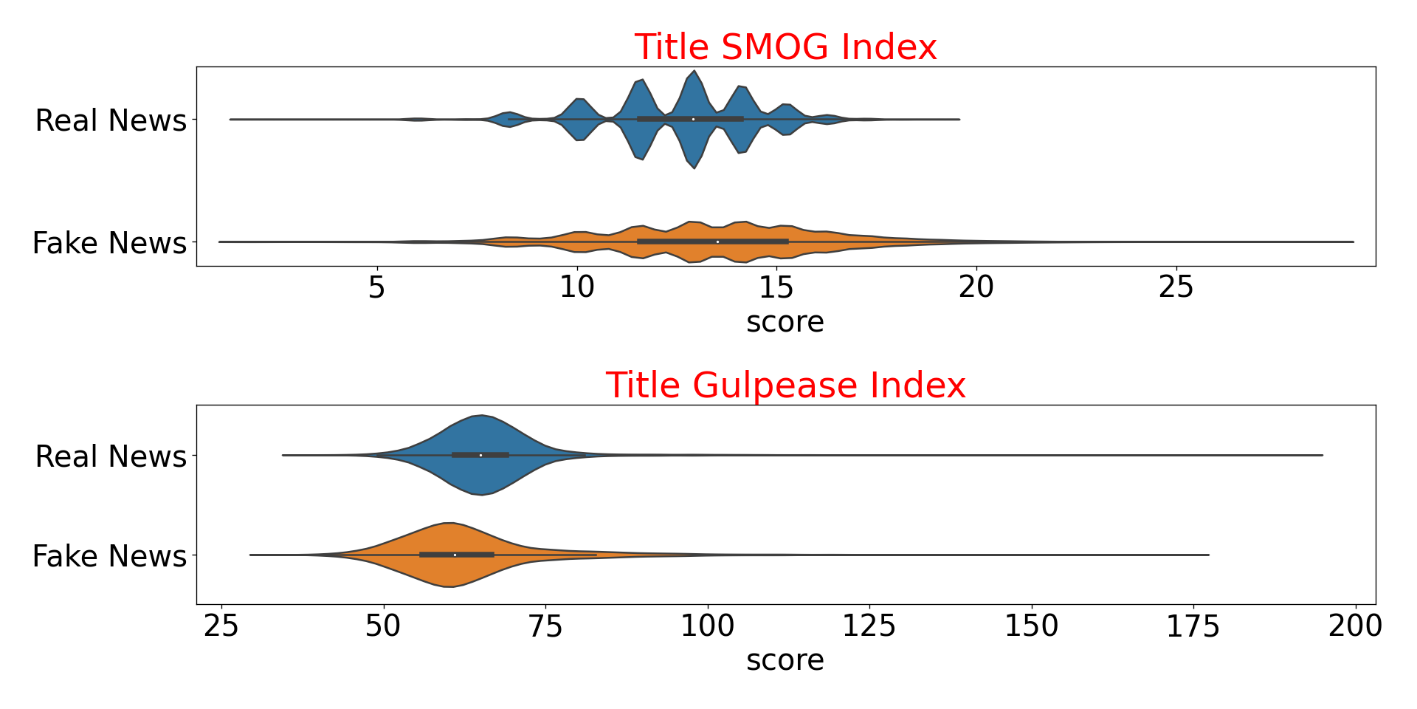 Title SMOG Index
Real News
Fake News
5 10 15 20 25
score
Title Gulpease Index
Real News
Fake News
25 50 75 100 125 150 175 200
score